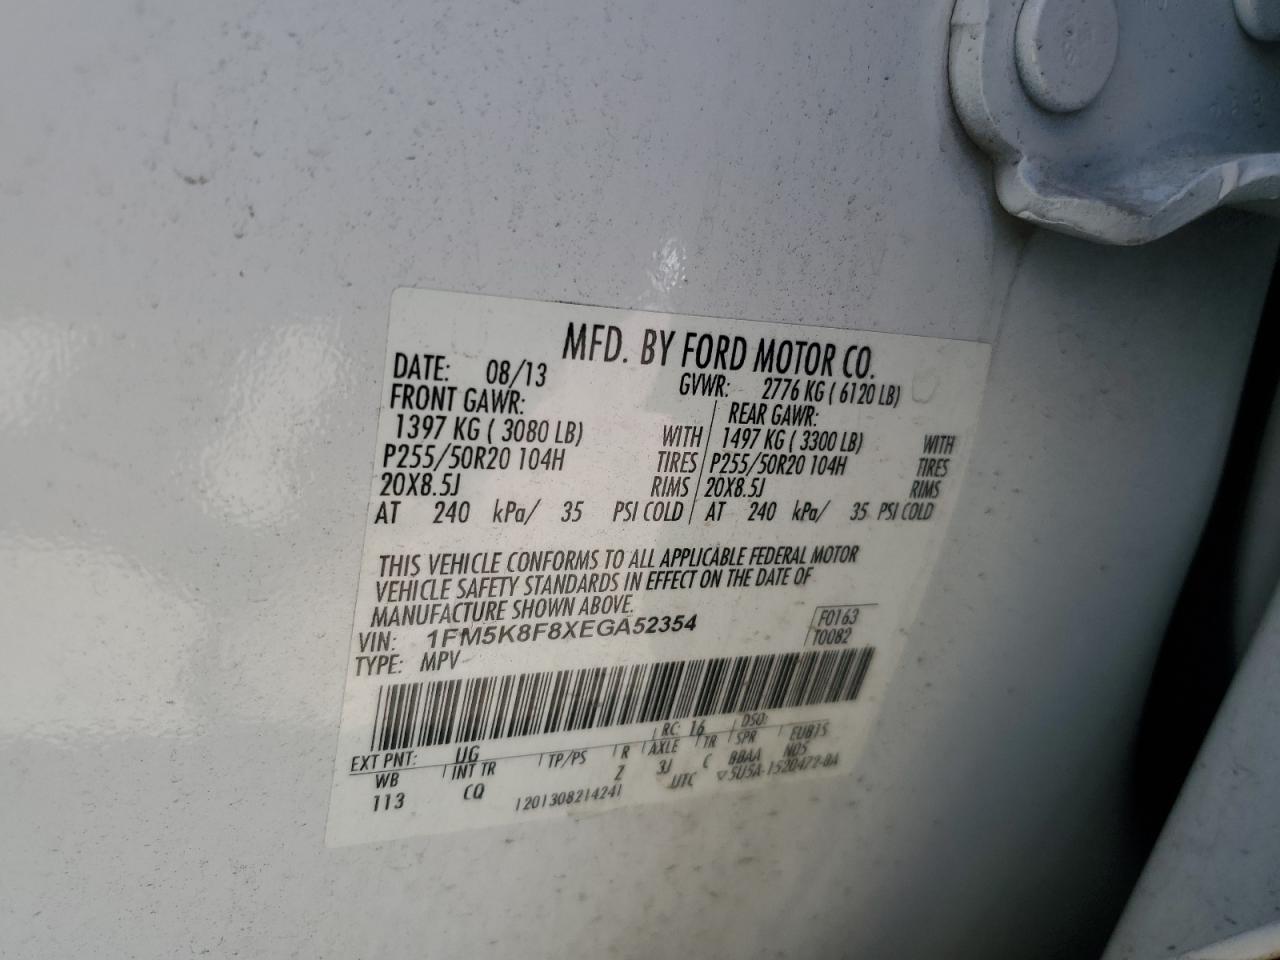 MFD. BY FORD MOTOR CO.
DATE: 08/13 GVWR: 2776 KG ( 6120 LB)
FRONT GAWR: REAR GAWR:
1397 KG ( 3080 LB) WITH 1497 KG ( 3300 LB) WITH
P255/50R20 104H TIRES P255/50R20 104H TIRES
20X8.5J RIMS 20X8.5J RIMS
AT 240 kPa/ 35 PSI COLD AT 240 kPa/ 35 PSI COLD
THIS VEHICLE CONFORMS TO ALL APPLICABLE FEDERAL MOTOR
VEHICLE SAFETY STANDARDS IN EFFECT ON THE DATE OF
MANUFACTURE SHOWN ABOVE.
VIN: 1FM5K8F8XEGA52354 F0163
TYPE: MPV T0082
EXT PNT: UG RC: 16 DSO:
WB INT TR TP/PS R AXLE TR SPR EUB15
113 CQ 2 3J C BBAA N05
1201308214241 UTC ▽5U5A-1520472-BA